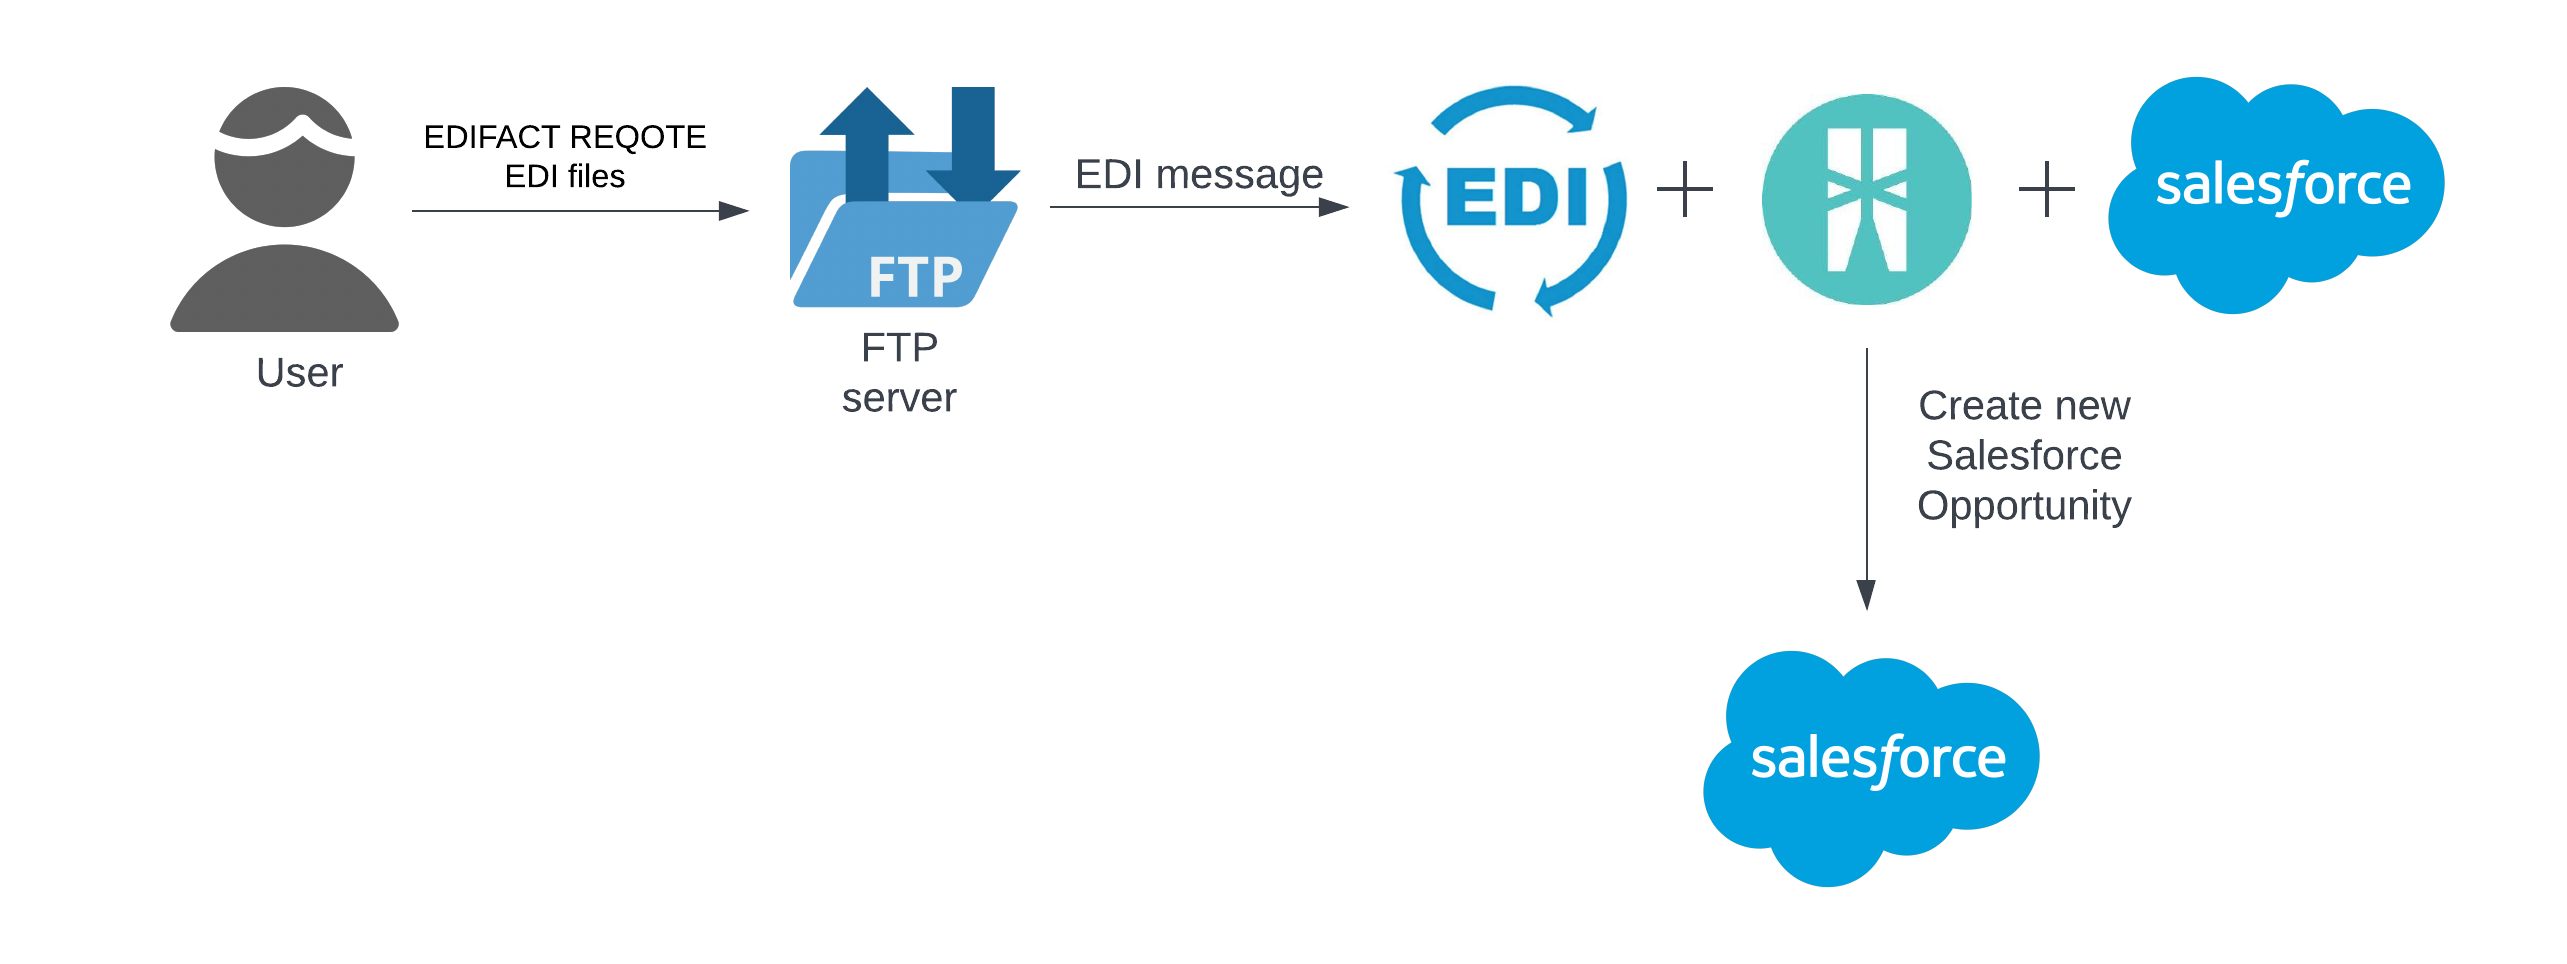 EDIFACT REQOTE
EDI files
User
FTP
FTP
server
EDI message
EDI
salesforce
Create new
Salesforce
Opportunity
salesforce